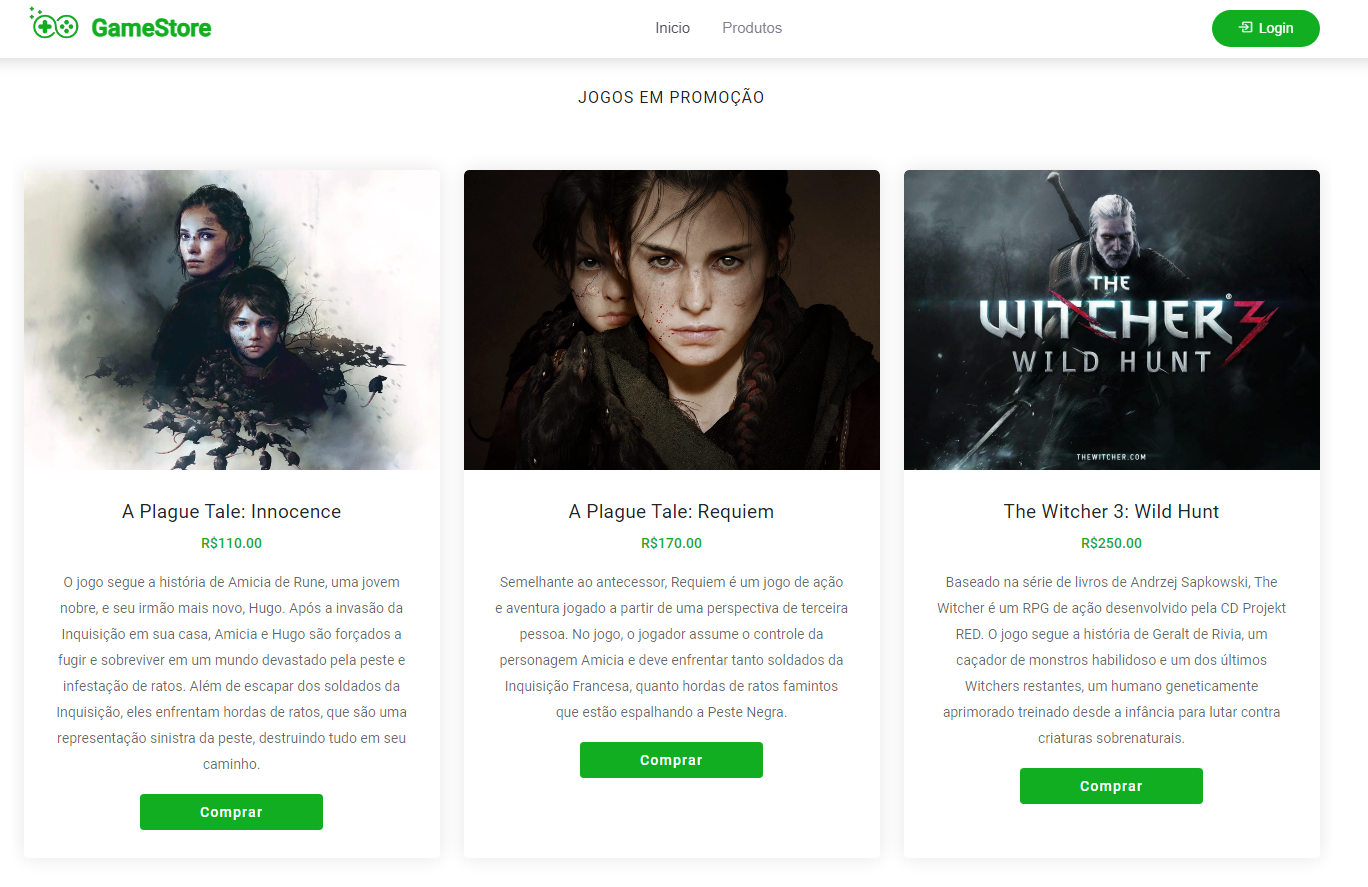 GameStore
Inicio
Produtos
Login
JOGOS EM PROMOÇÃO
A Plague Tale: Innocence
R$110.00
O jogo segue a história de Amicia de Rune, uma jovem
nobre, e seu irmão mais novo, Hugo. Após a invasão da
Inquisição em sua casa, Amicia e Hugo são forçados a
fugir e sobreviver em um mundo devastado pela peste e
infestação de ratos. Além de escapar dos soldados da
Inquisição, eles enfrentam hordas de ratos, que são uma
representação sinistra da peste, destruindo tudo em seu
caminho.
Comprar
A Plague Tale: Requiem
R$170.00
Semelhante ao antecessor, Requiem é um jogo de ação
e aventura jogado a partir de uma perspectiva de terceira
pessoa. No jogo, o jogador assume o controle da
personagem Amicia e deve enfrentar tanto soldados da
Inquisição Francesa, quanto hordas de ratos famintos
que estão espalhando a Peste Negra.
Comprar
THE
WITCHER® 3
WILD HUNT
THEWITCHER.COM
The Witcher 3: Wild Hunt
R$250.00
Baseado na série de livros de Andrzej Sapkowski, The
Witcher é um RPG de ação desenvolvido pela CD Projekt
RED. O jogo segue a história de Geralt de Rivia, um
caçador de monstros habilidoso e um dos últimos
Witchers restantes, um humano geneticamente
aprimorado treinado desde a infância para lutar contra
criaturas sobrenaturais.
Comprar